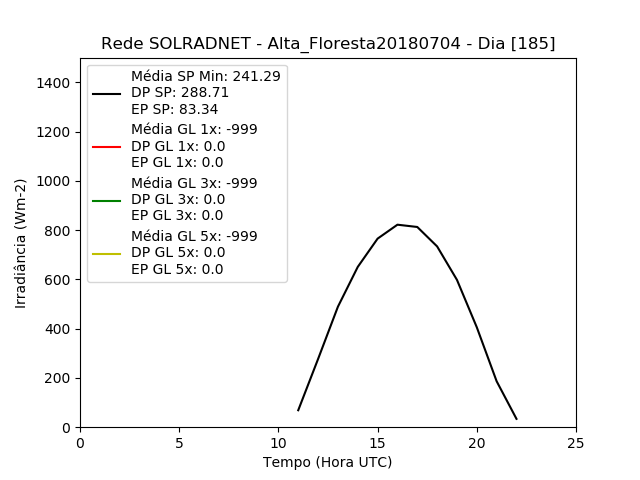 Rede SOLRADNET - Alta_Floresta20180704 - Dia [185]
Média SP Min: 241.29
DP SP: 288.71
EP SP: 83.34
Média GL 1x: -999
DP GL 1x: 0.0
EP GL 1x: 0.0
Média GL 3x: -999
DP GL 3x: 0.0
EP GL 3x: 0.0
Média GL 5x: -999
DP GL 5x: 0.0
EP GL 5x: 0.0
Irradiância (Wm-2)
1400
1200
1000
800
600
400
200
0
0 5 10 15 20 25
Tempo (Hora UTC)